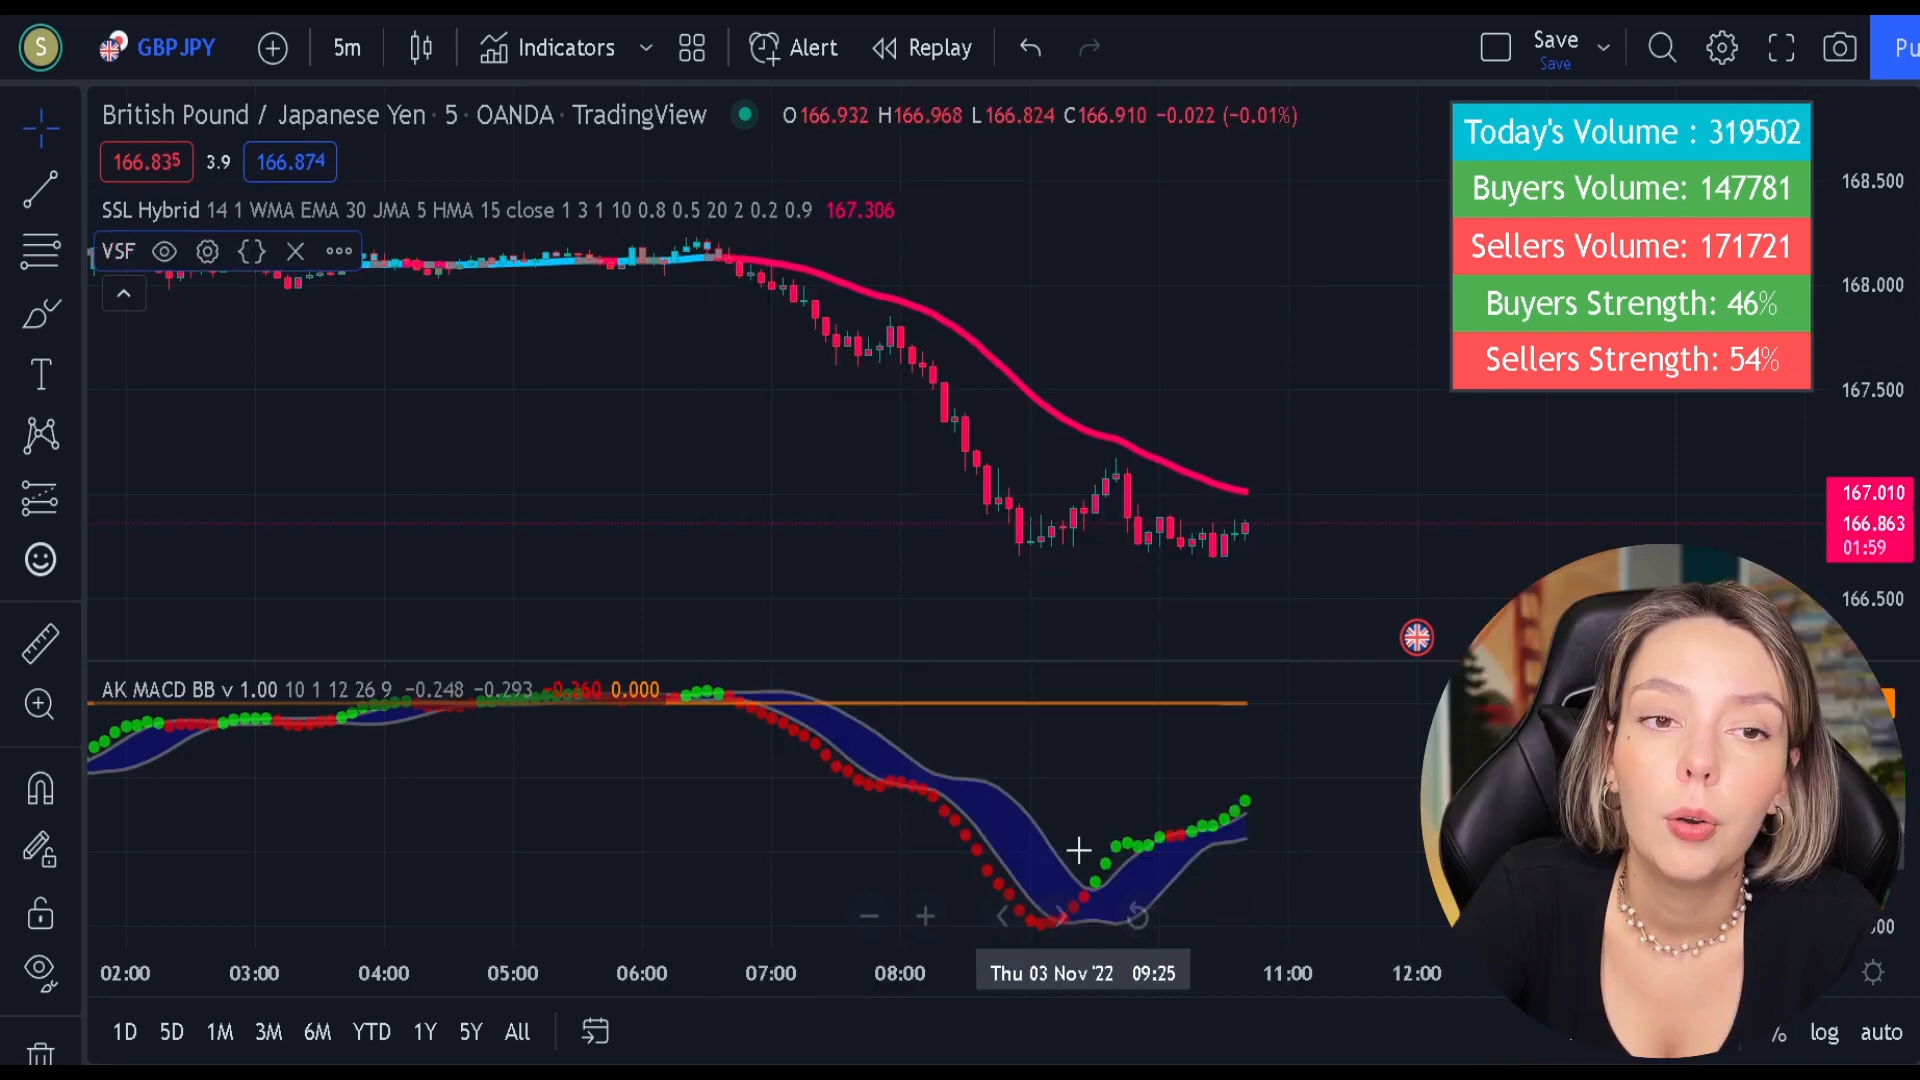 S GBPJPY 5m Indicators Alert Replay Save Pu
Save
British Pound / Japanese Yen · 5 · OANDA · TradingView O166.932 H166.968 L166.824 C166.910 −0.022 (−0.01%)
166.835 3.9 166.874
SSL Hybrid 14 1 WMA EMA 30 JMA 5 HMA 15 close 1 3 1 10 0.8 0.5 20 2 0.2 0.9 167.306
VSF
Today's Volume : 319502
Buyers Volume: 147781
Sellers Volume: 171721
Buyers Strength: 46%
Sellers Strength: 54%
168.500
168.000
167.500
167.010
166.863
01:59
166.500
AK MACD BB v 1.00 10 1 12 26 9 −0.248 −0.293 −0.260 0.000
02:00 03:00 04:00 05:00 06:00 07:00 08:00 Thu 03 Nov '22 09:25 11:00 12:00
1D 5D 1M 3M 6M YTD 1Y 5Y All log auto